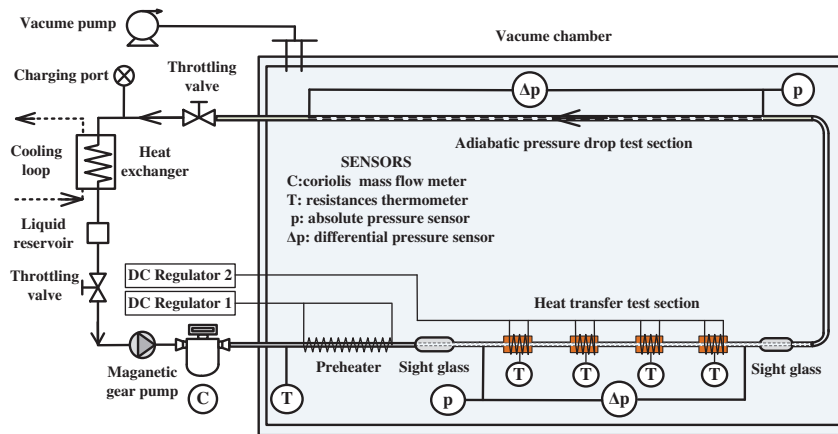 Vacume pump
Vacume chamber
Charging port
Throttling
valve
Δp
p
Adiabatic pressure drop test section
Cooling
loop
Heat
exchanger
SENSORS
C:coriolis mass flow meter
T: resistances thermometer
p: absolute pressure sensor
Δp: differential pressure sensor
Liquid
reservoir
Throttling
valve
DC Regulator 2
DC Regulator 1
Heat transfer test section
Preheater
Sight glass
Sight glass
Maganetic
gear pump
C
T
T
T
T
T
p
Δp